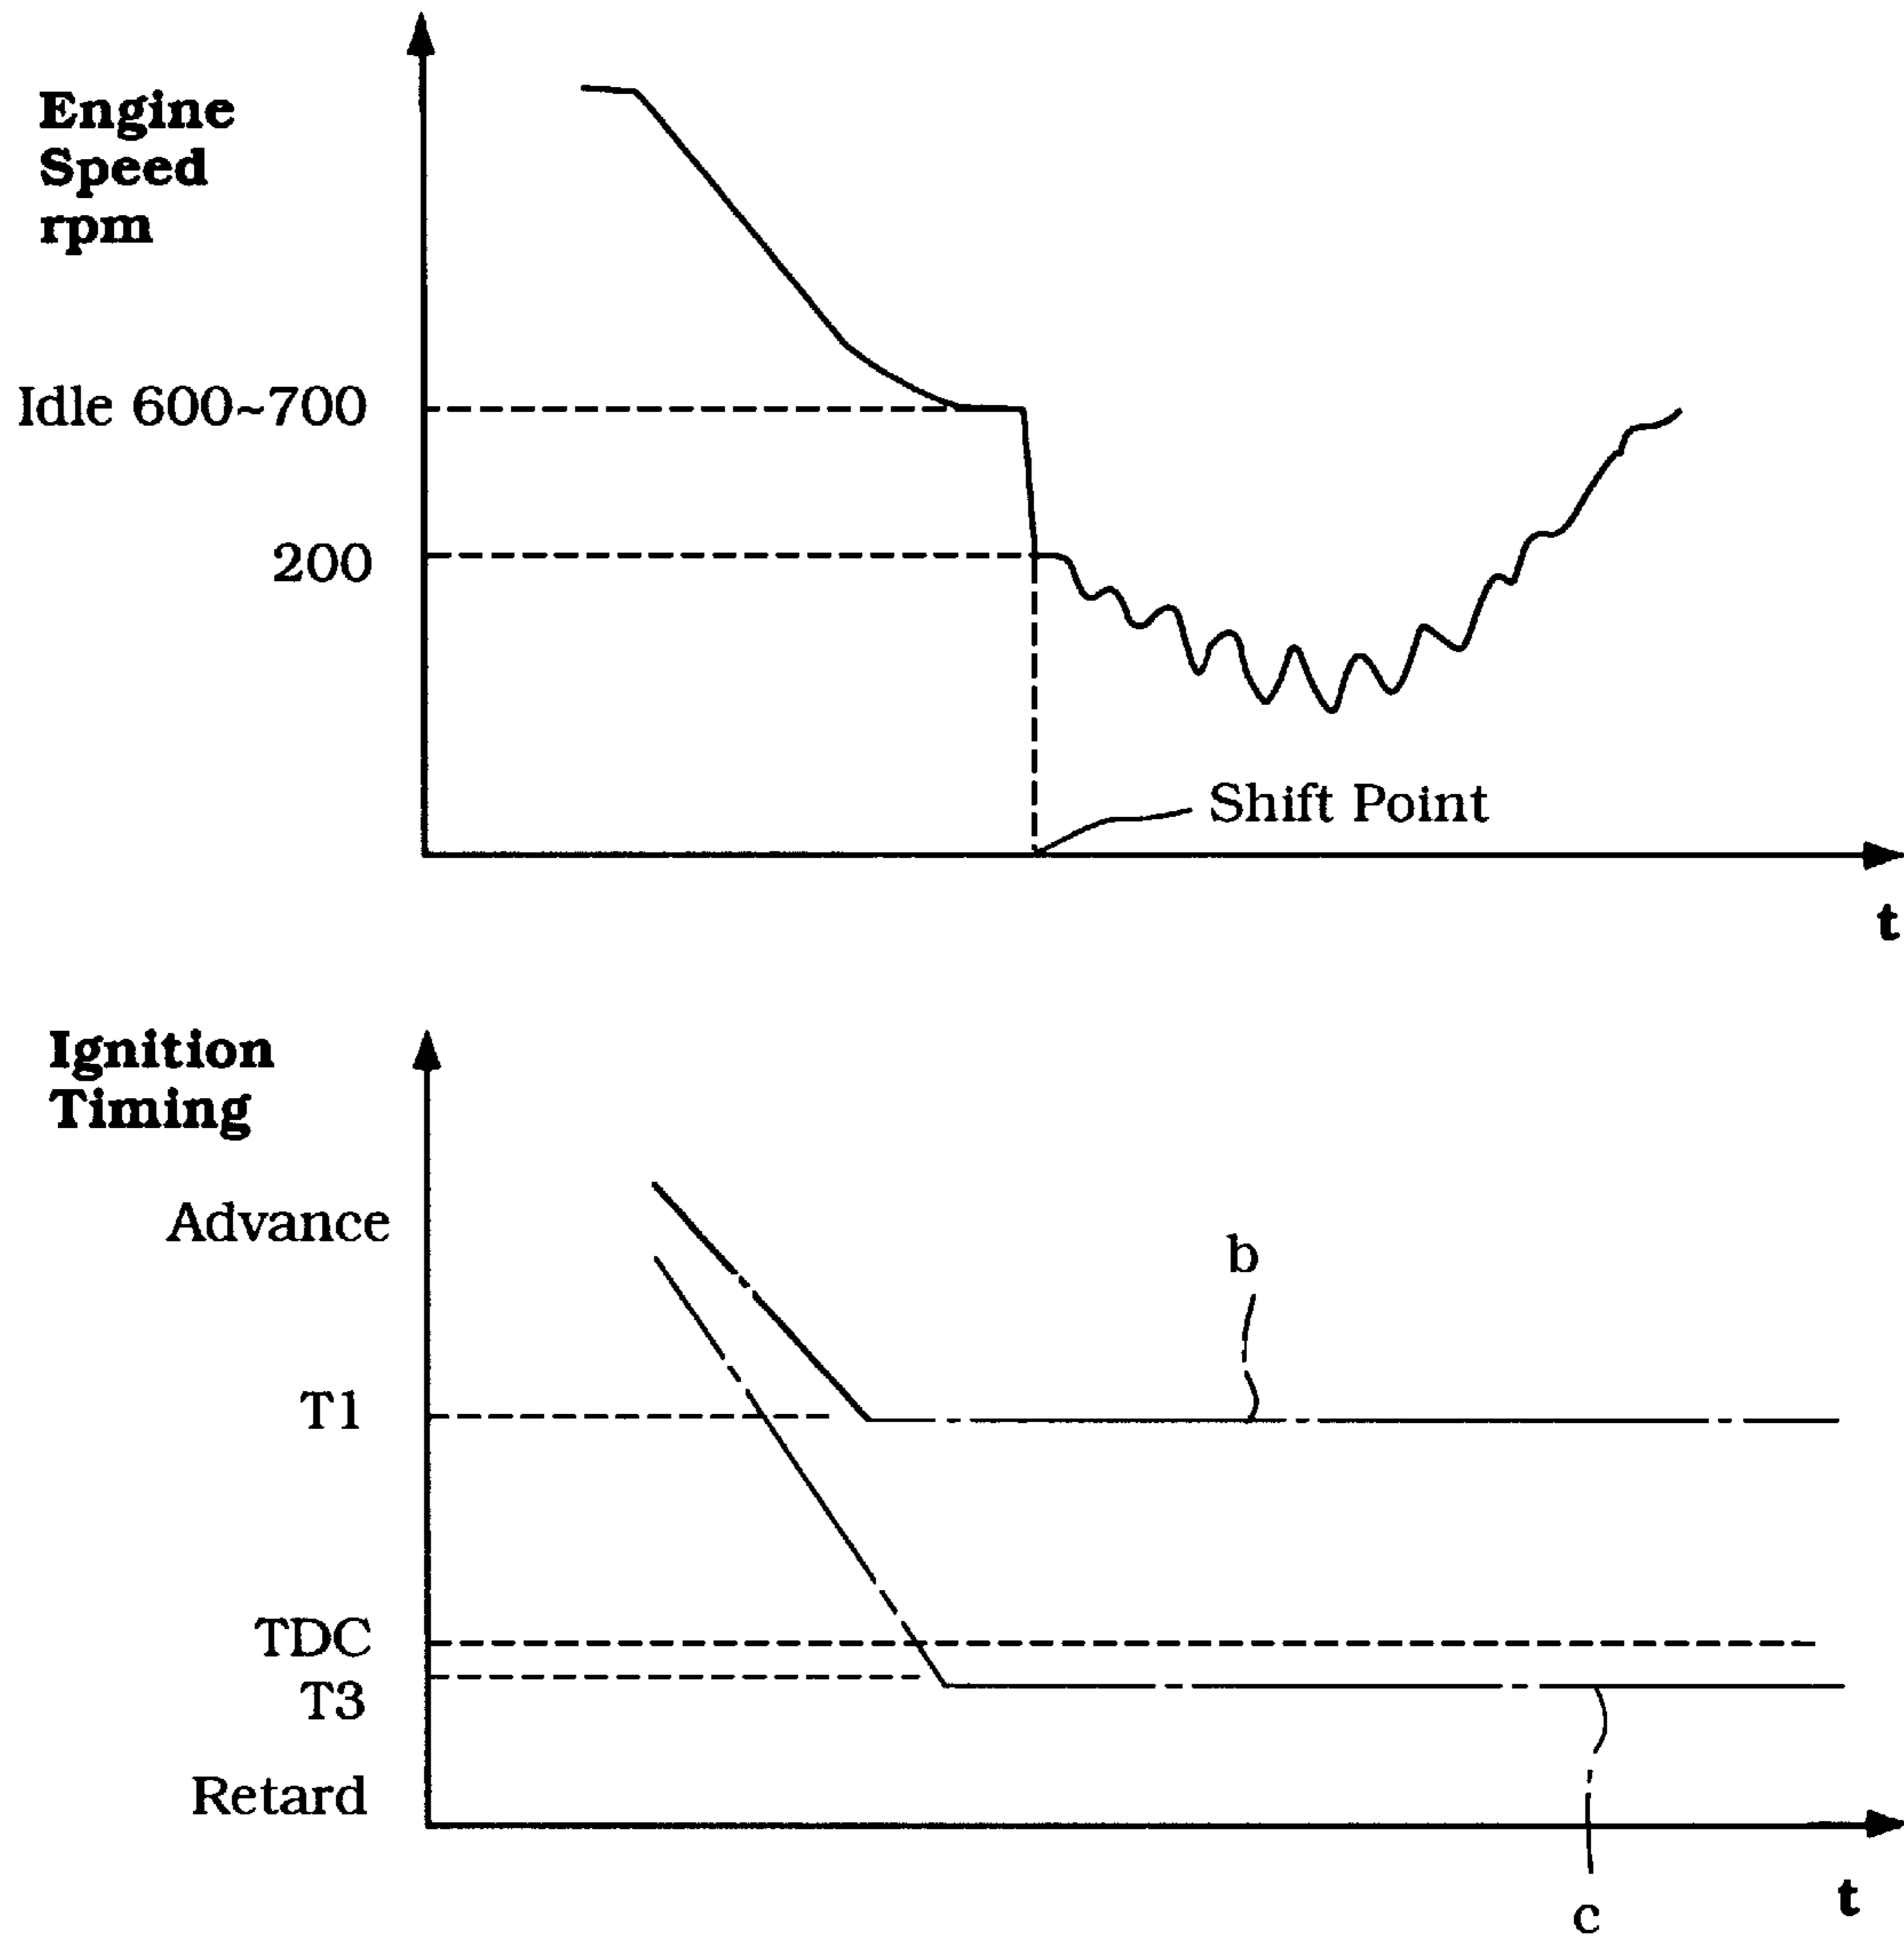 Engine
Speed
rpm
Idle 600~700
200
Shift Point
t
Ignition
Timing
Advance
b
T1
TDC
T3
Retard
t
c